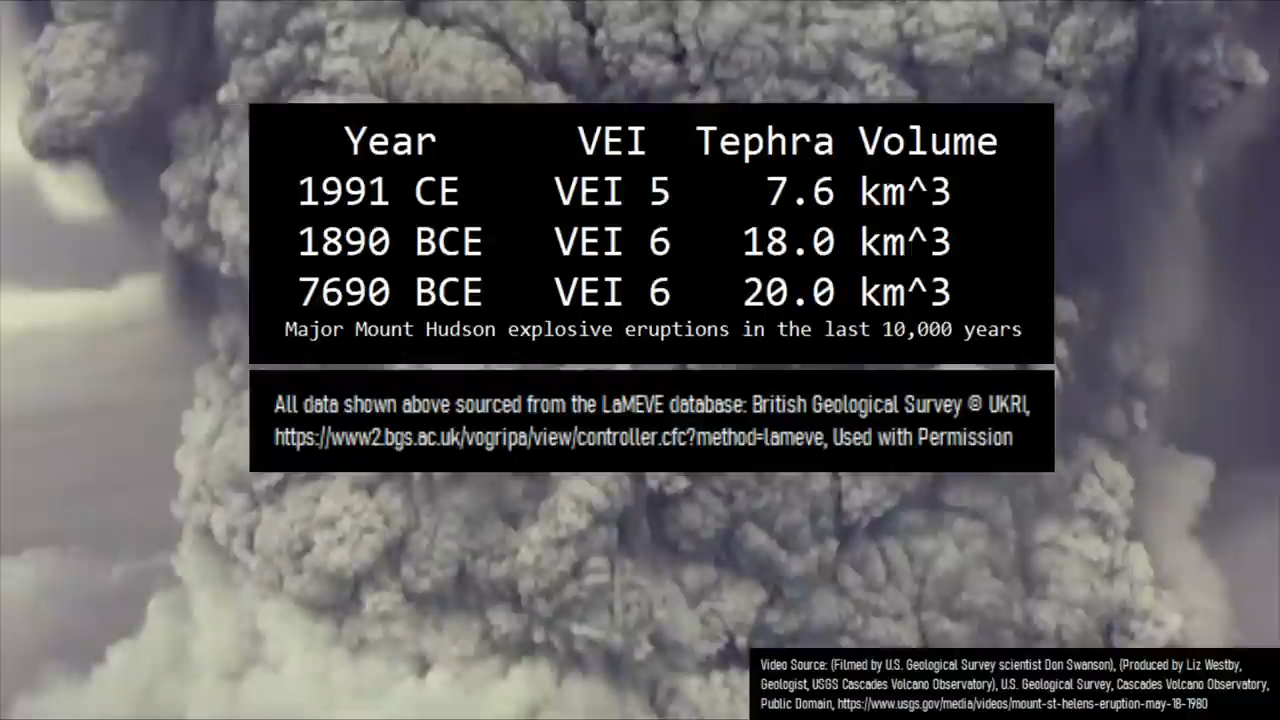 Year VEI Tephra Volume
1991 CE VEI 5 7.6 km^3
1890 BCE VEI 6 18.0 km^3
7690 BCE VEI 6 20.0 km^3
Major Mount Hudson explosive eruptions in the last 10,000 years
All data shown above sourced from the LaMEVE database: British Geological Survey © UKRI,
https://www2.bgs.ac.uk/vogripa/view/controller.cfc?method=lameve, Used with Permission
Video Source: (Filmed by U.S. Geological Survey scientist Don Swanson), (Produced by Liz Westby,
Geologist, USGS Cascades Volcano Observatory), U.S. Geological Survey, Cascades Volcano Observatory,
Public Domain, https://www.usgs.gov/media/videos/mount-st-helens-eruption-may-18-1980